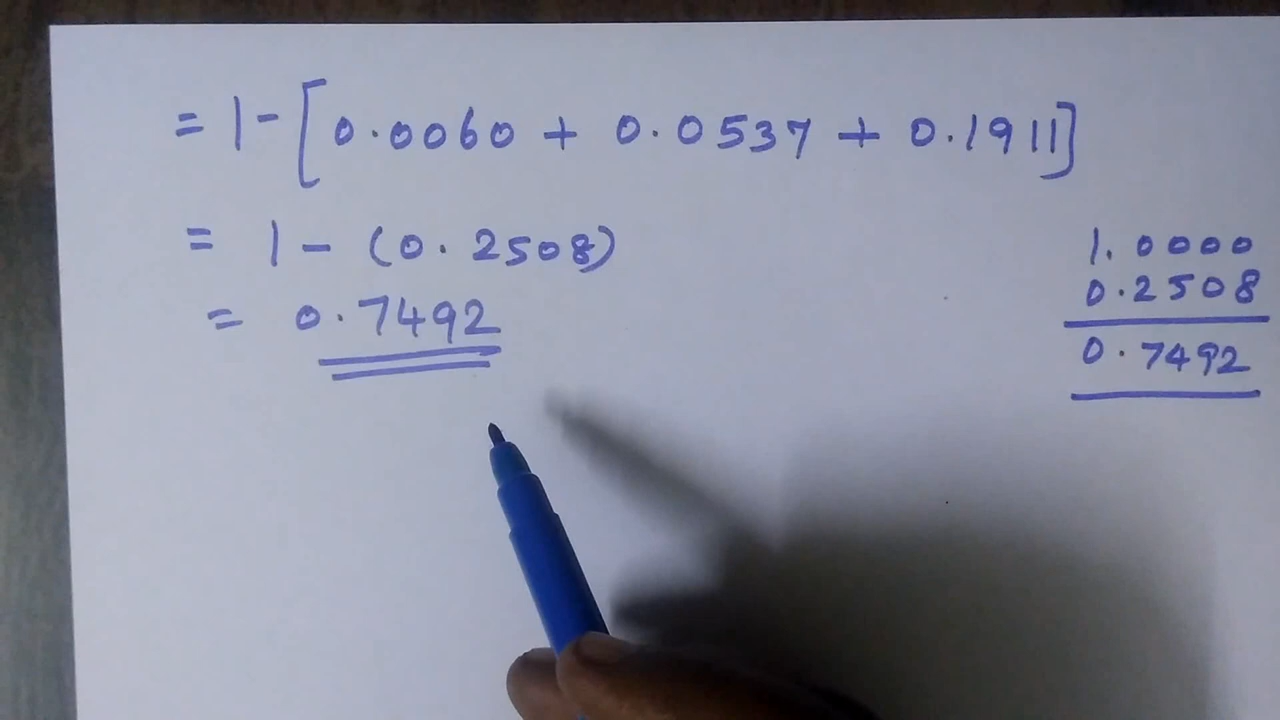 = 1 - [0.0060 + 0.0537 + 0.1911]
= 1 - (0.2508)
= 0.7492
1.0000
0.2508
0.7492